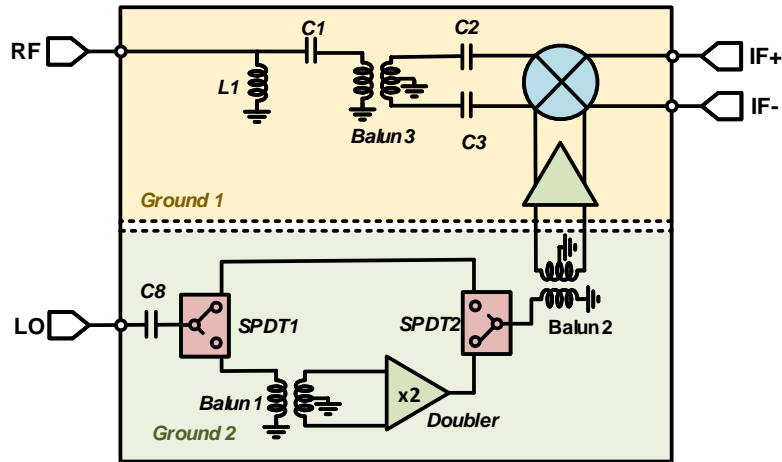 C1
C2
RF
IF+
L1
IF-
Balun 3
C3
Ground 1
C8
SPDT1
SPDT2
LO
Balun 2
Balun 1
x2
Doubler
Ground 2